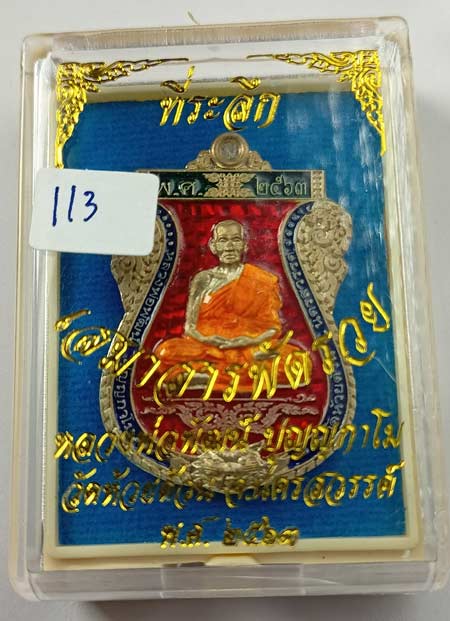 ที่ระลึก
113
พ.ศ. ๒๕๖๓
หลวงพ่อพัฒน์ ปุญญกาโม
วัดห้วยด้วน นครสวรรค์
พ.ศ. ๒๕๖๓